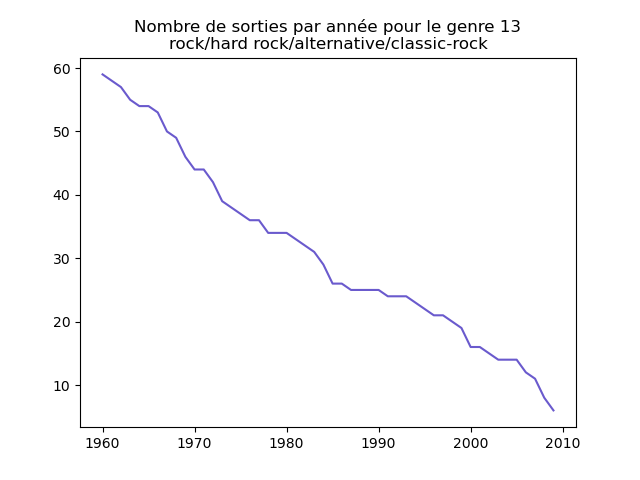 Nombre de sorties par année pour le genre 13
rock/hard rock/alternative/classic-rock
60
50
40
30
20
10
1960 1970 1980 1990 2000 2010